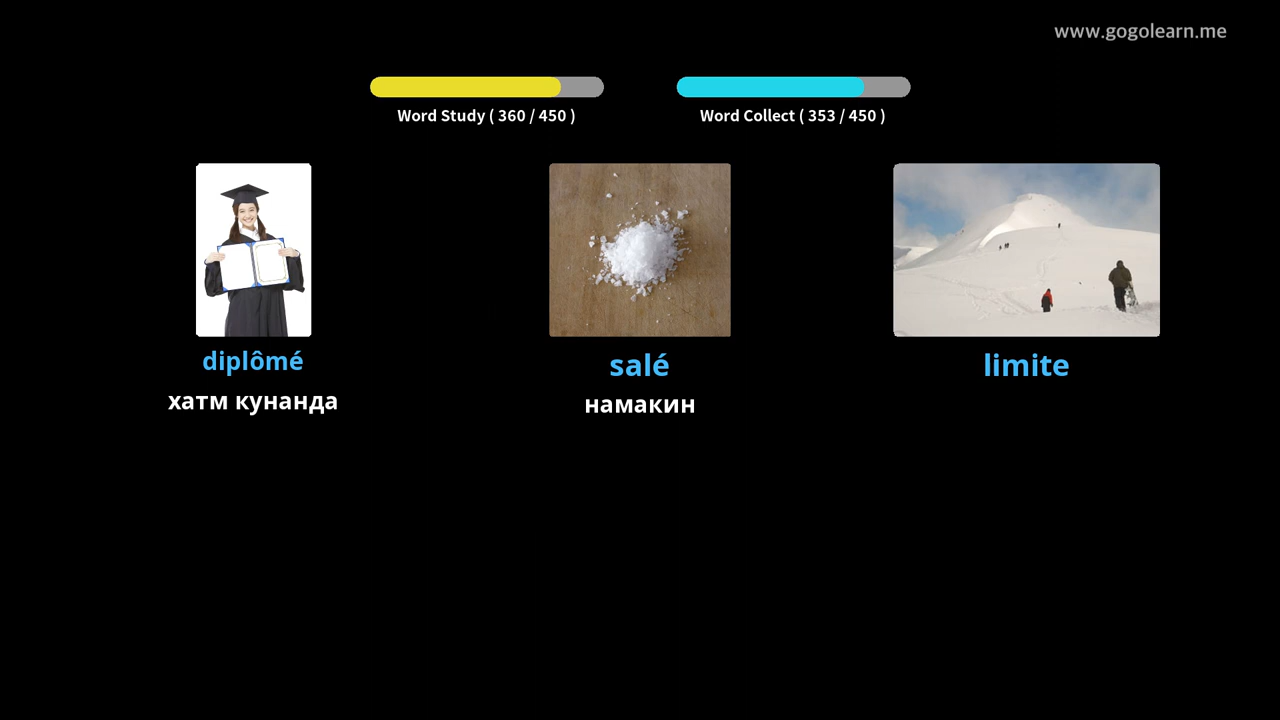 www.gogolearn.me
Word Study ( 360 / 450 )
Word Collect ( 353 / 450 )
diplômé
salé
limite
хатм кунанда
намакин